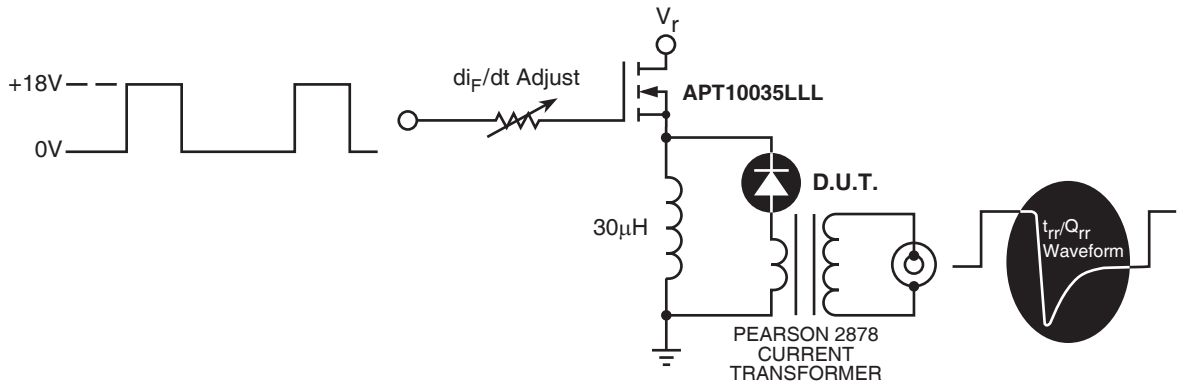 V_r
+18V
di_F/dt Adjust
APT10035LLL
0V
D.U.T.
30μH
t_rr/Q_rr
Waveform
PEARSON 2878
CURRENT
TRANSFORMER